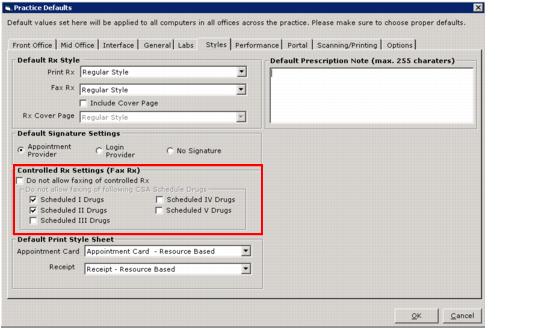 Practice Defaults
Default values set here will be applied to all computers in all offices across the practice. Please make sure to choose proper defaults.
Front Office Mid Office Interface General Labs Styles Performance Portal Scanning/Printing Options
Default Rx Style
Print Rx Regular Style
Fax Rx Regular Style
Include Cover Page
Rx Cover Page Regular Style
Default Prescription Note (max. 255 charaters)
Default Signature Settings
Appointment Provider
Login Provider
No Signature
Controlled Rx Settings (Fax Rx)
Do not allow faxing of controlled Rx
Do not allow faxing of following CSA Schedule Drugs
Scheduled I Drugs Scheduled IV Drugs
Scheduled II Drugs Scheduled V Drugs
Scheduled III Drugs
Default Print Style Sheet
Appointment Card Appointment Card - Resource Based
Receipt Receipt - Resource Based
OK Cancel